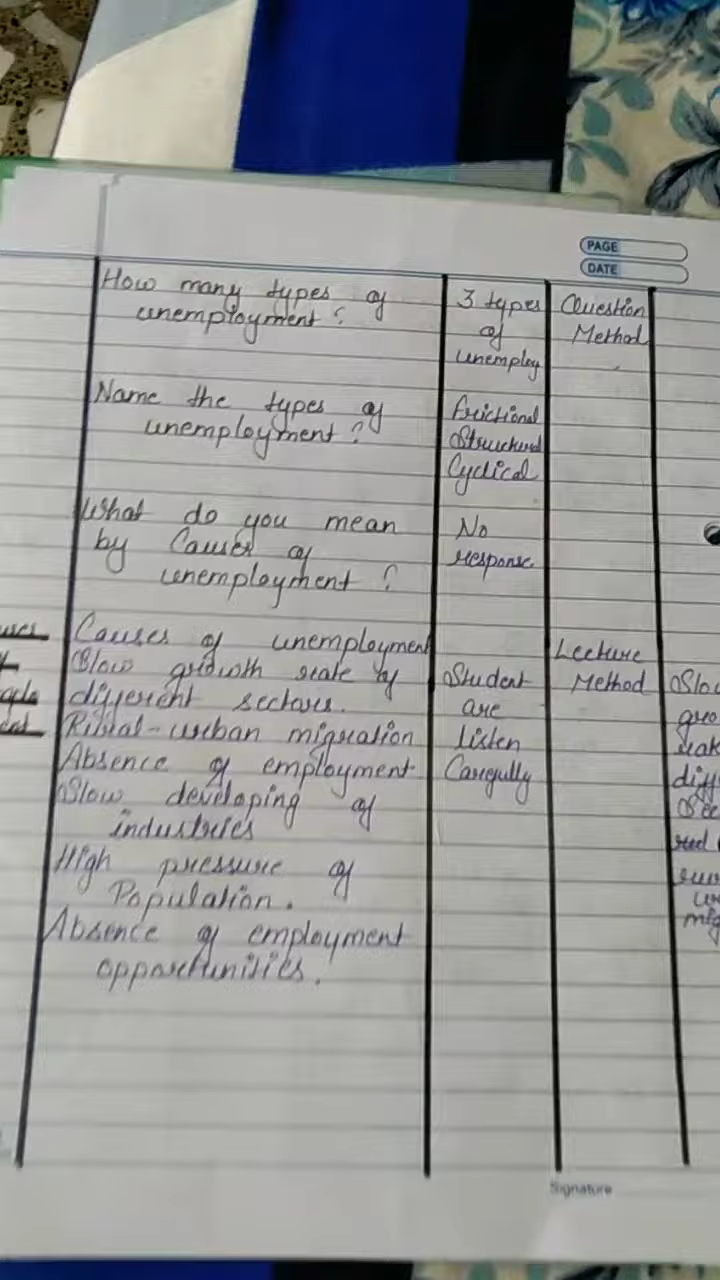 PAGE
DATE
How many types of
unemployment?
3 types
of
unemploy
Question
Method
Name the types of
unemployment?
Frictional
Structural
Cyclical
What do you mean
by Causes of
unemployment?
No
response
Causes of unemployment
Slow growth rate of
different sectors.
Rural-urban migration
Absence of employment
Slow developing of
industries
High pressure of
Population.
Absence of employment
opportunities.
Student
are
listen
Carefully
Lecture
Method
Signature